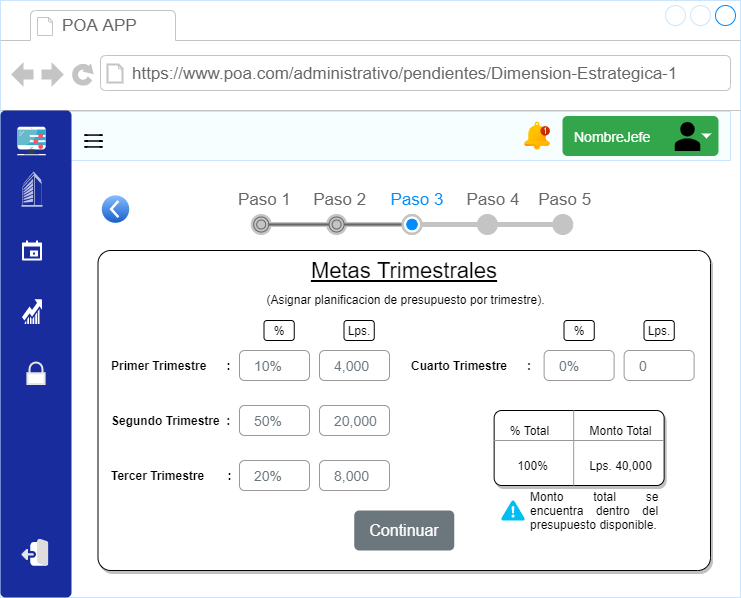 POA APP
https://www.poa.com/administrativo/pendientes/Dimension-Estrategica-1
1
NombreJefe
Paso 1 Paso 2 Paso 3 Paso 4 Paso 5
Metas Trimestrales
(Asignar planificacion de presupuesto por trimestre).
% Lps. % Lps.
Primer Trimestre : 10% 4,000 Cuarto Trimestre : 0% 0
Segundo Trimestre : 50% 20,000
% Total Monto Total
100% Lps. 40,000
Tercer Trimestre : 20% 8,000
Monto total se
encuentra dentro del
presupuesto disponible.
Continuar